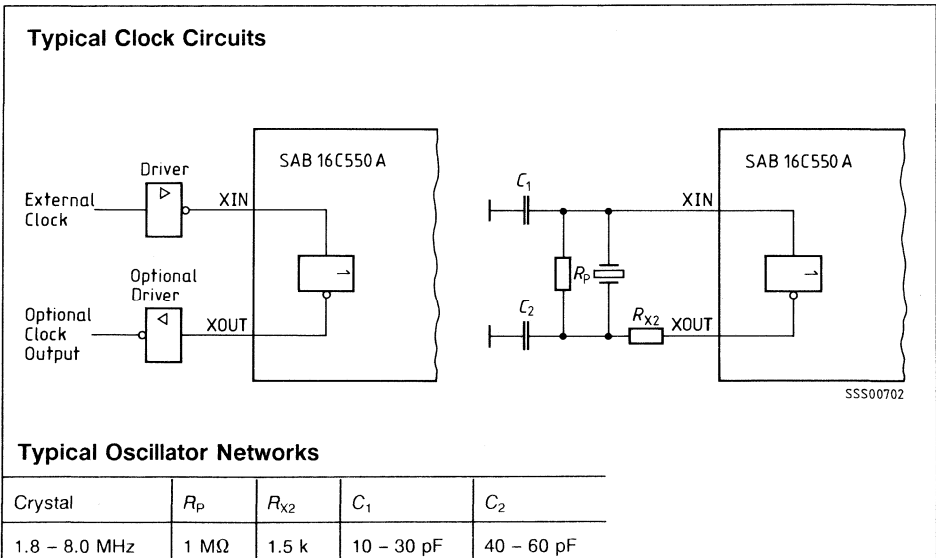 Typical Clock Circuits
Driver
External
Clock
XIN
SAB 16C550 A
Optional
Driver
Optional
Clock
Output
XOUT
C1
XIN
SAB 16C550 A
RP
C2
RX2
XOUT
SSS00702
Typical Oscillator Networks
Crystal RP RX2 C1 C2
1.8 – 8.0 MHz 1 MΩ 1.5 k 10 – 30 pF 40 – 60 pF